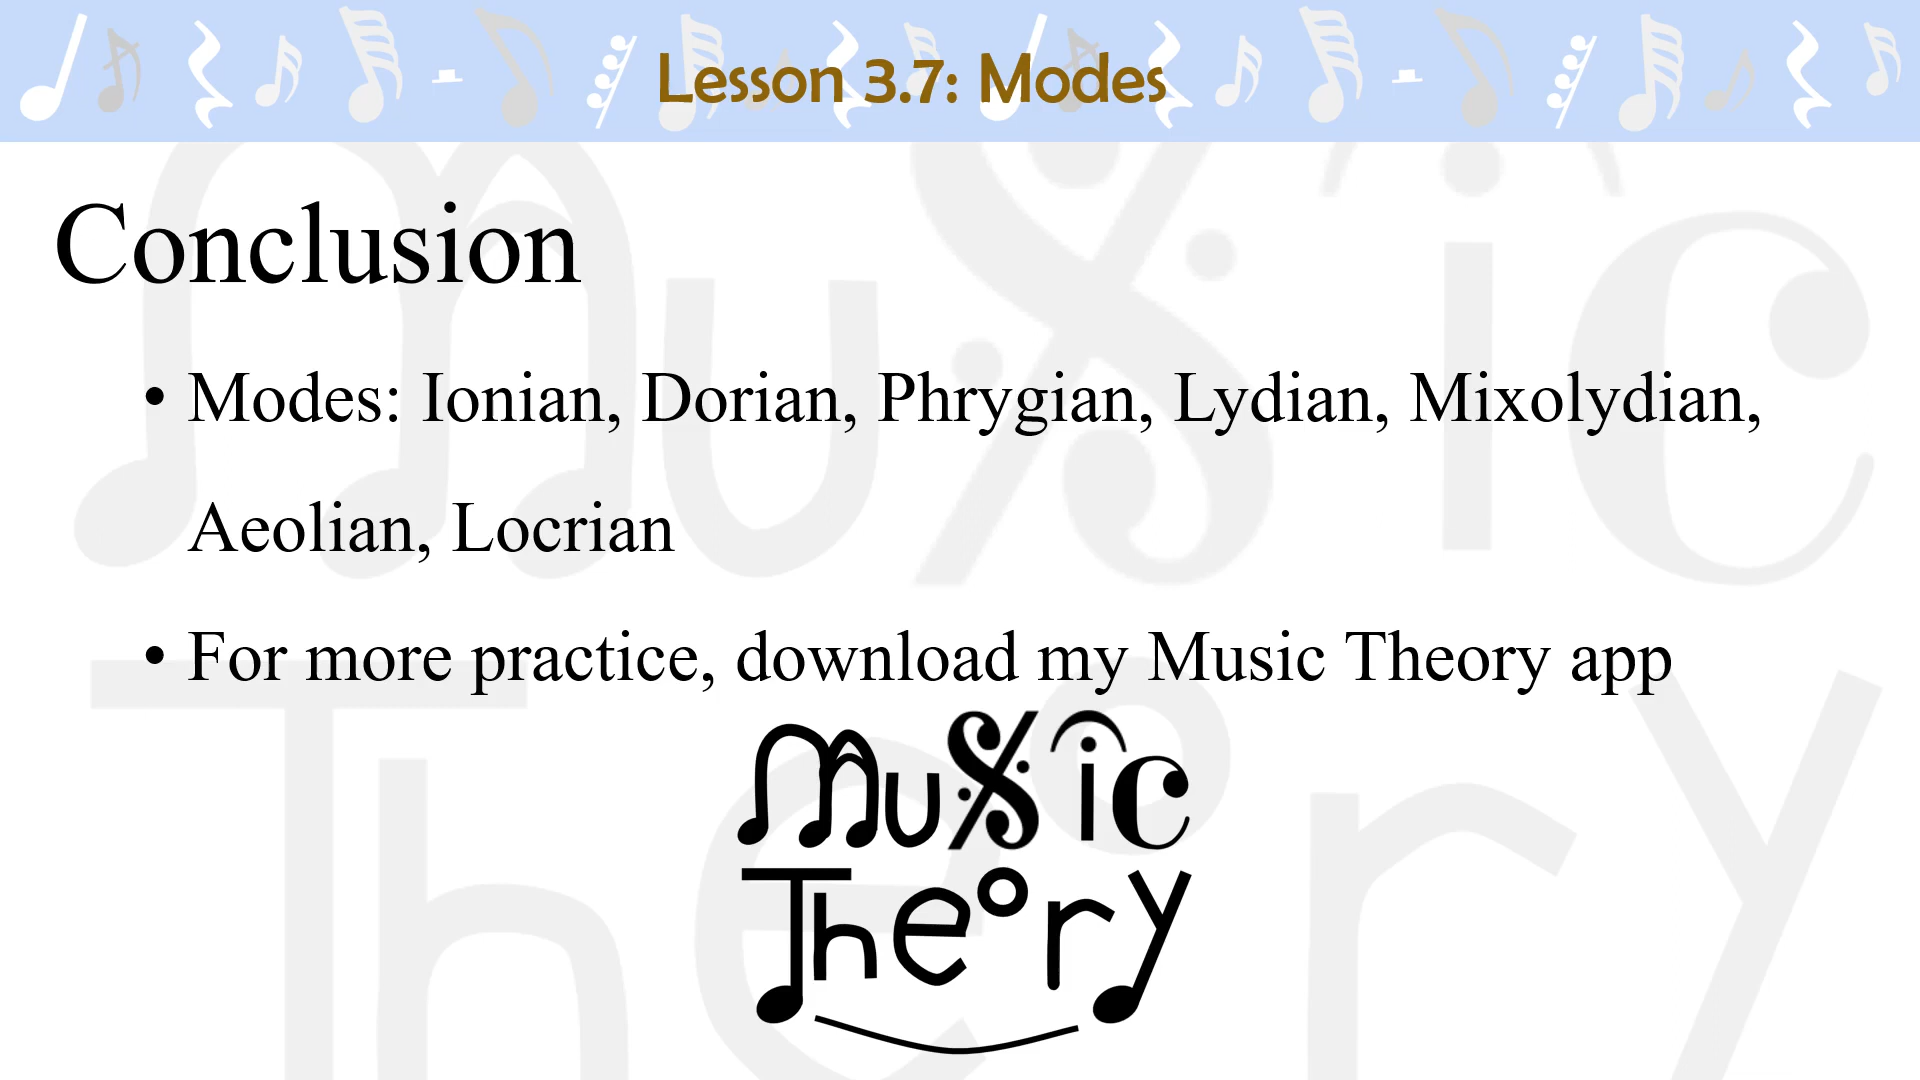 Lesson 3.7: Modes
Conclusion
• Modes: Ionian, Dorian, Phrygian, Lydian, Mixolydian,
Aeolian, Locrian
• For more practice, download my Music Theory app
Music
Theory